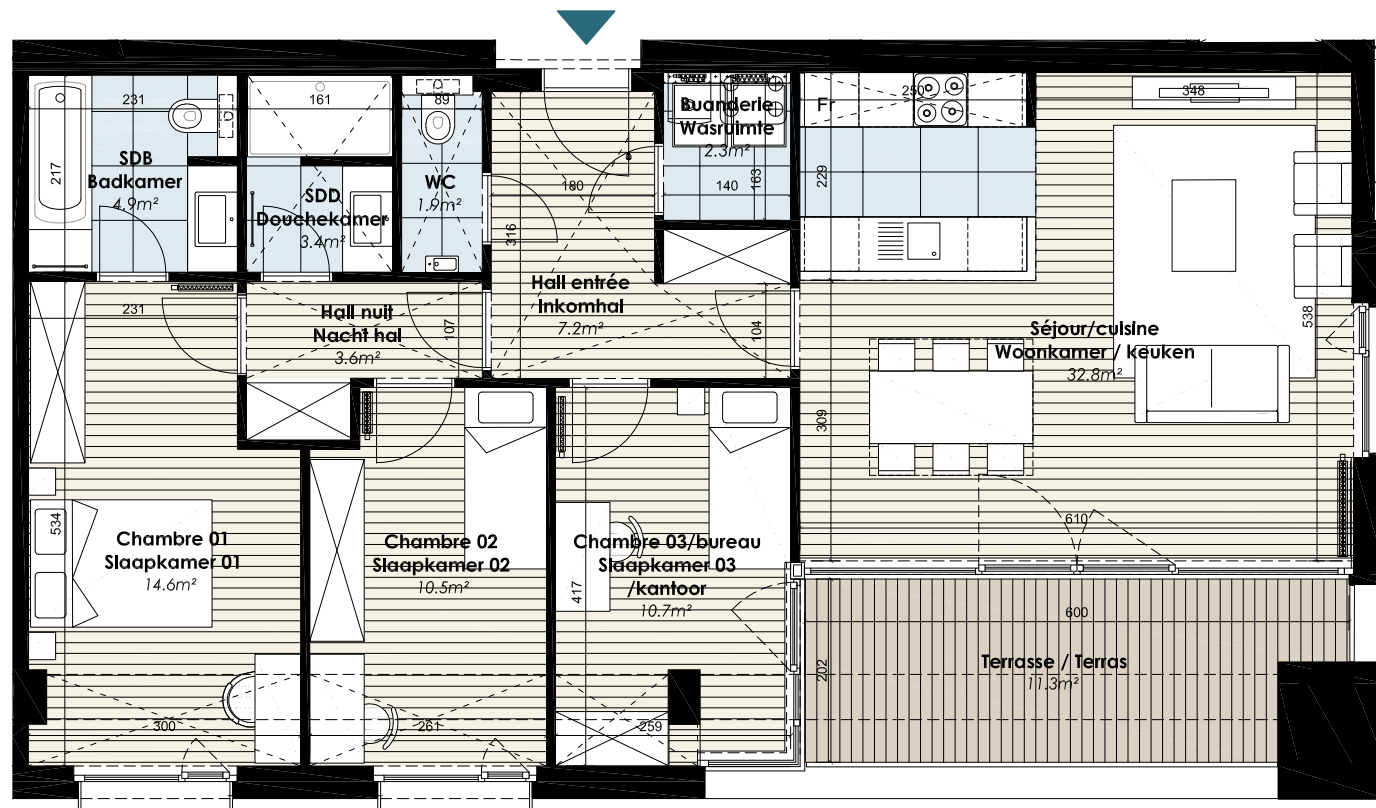 231
217
SDB
Badkamer
4.9m²
161
SDD
Douchekamer
3.4m²
89
WC
1.9m²
180
316
Hall entrée
Inkomhal
7.2m²
Buanderie
Wasruimte
2.3m²
140
163
Fr
250
229
348
231
Hall nuit
Nacht hal
3.6m²
107
104
Séjour/cuisine
Woonkamer / keuken
32.8m²
538
309
610
534
Chambre 01
Slaapkamer 01
14.6m²
300
Chambre 02
Slaapkamer 02
10.5m²
261
Chambre 03/bureau
Slaapkamer 03
/kantoor
10.7m²
417
259
600
202
Terrasse / Terras
11.3m²